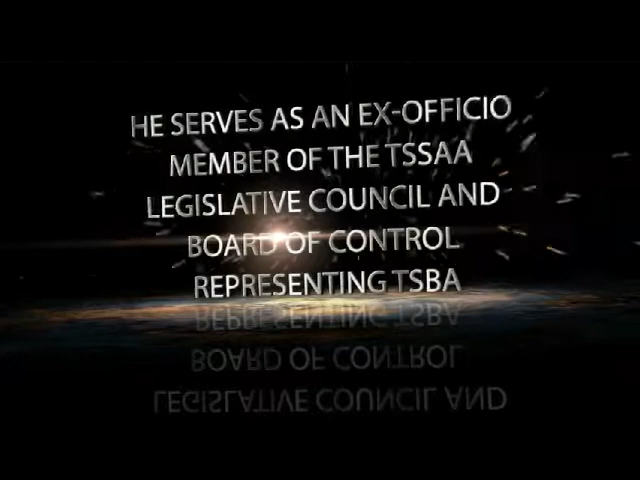 HE SERVES AS AN EX-OFFICIO
MEMBER OF THE TSSAA
LEGISLATIVE COUNCIL AND
BOARD OF CONTROL
REPRESENTING TSBA